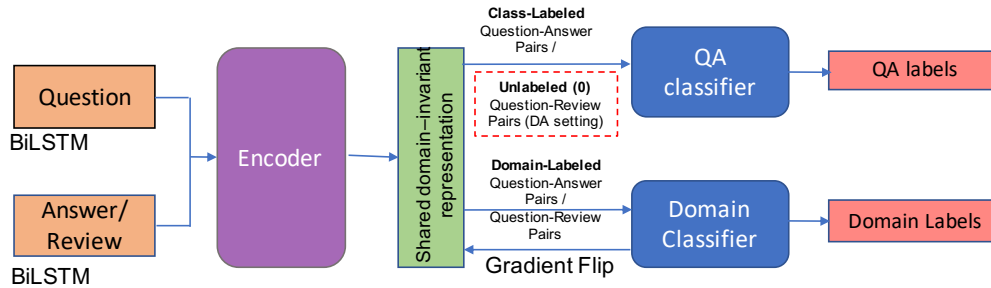 Question
BiLSTM
Answer/
Review
BiLSTM
Encoder
Shared domain–invariant
representation
Class-Labeled
Question-Answer
Pairs /
Unlabeled (0)
Question-Review
Pairs (DA setting)
QA
classifier
QA labels
Domain-Labeled
Question-Answer
Pairs /
Question-Review
Pairs
Gradient Flip
Domain
Classifier
Domain Labels